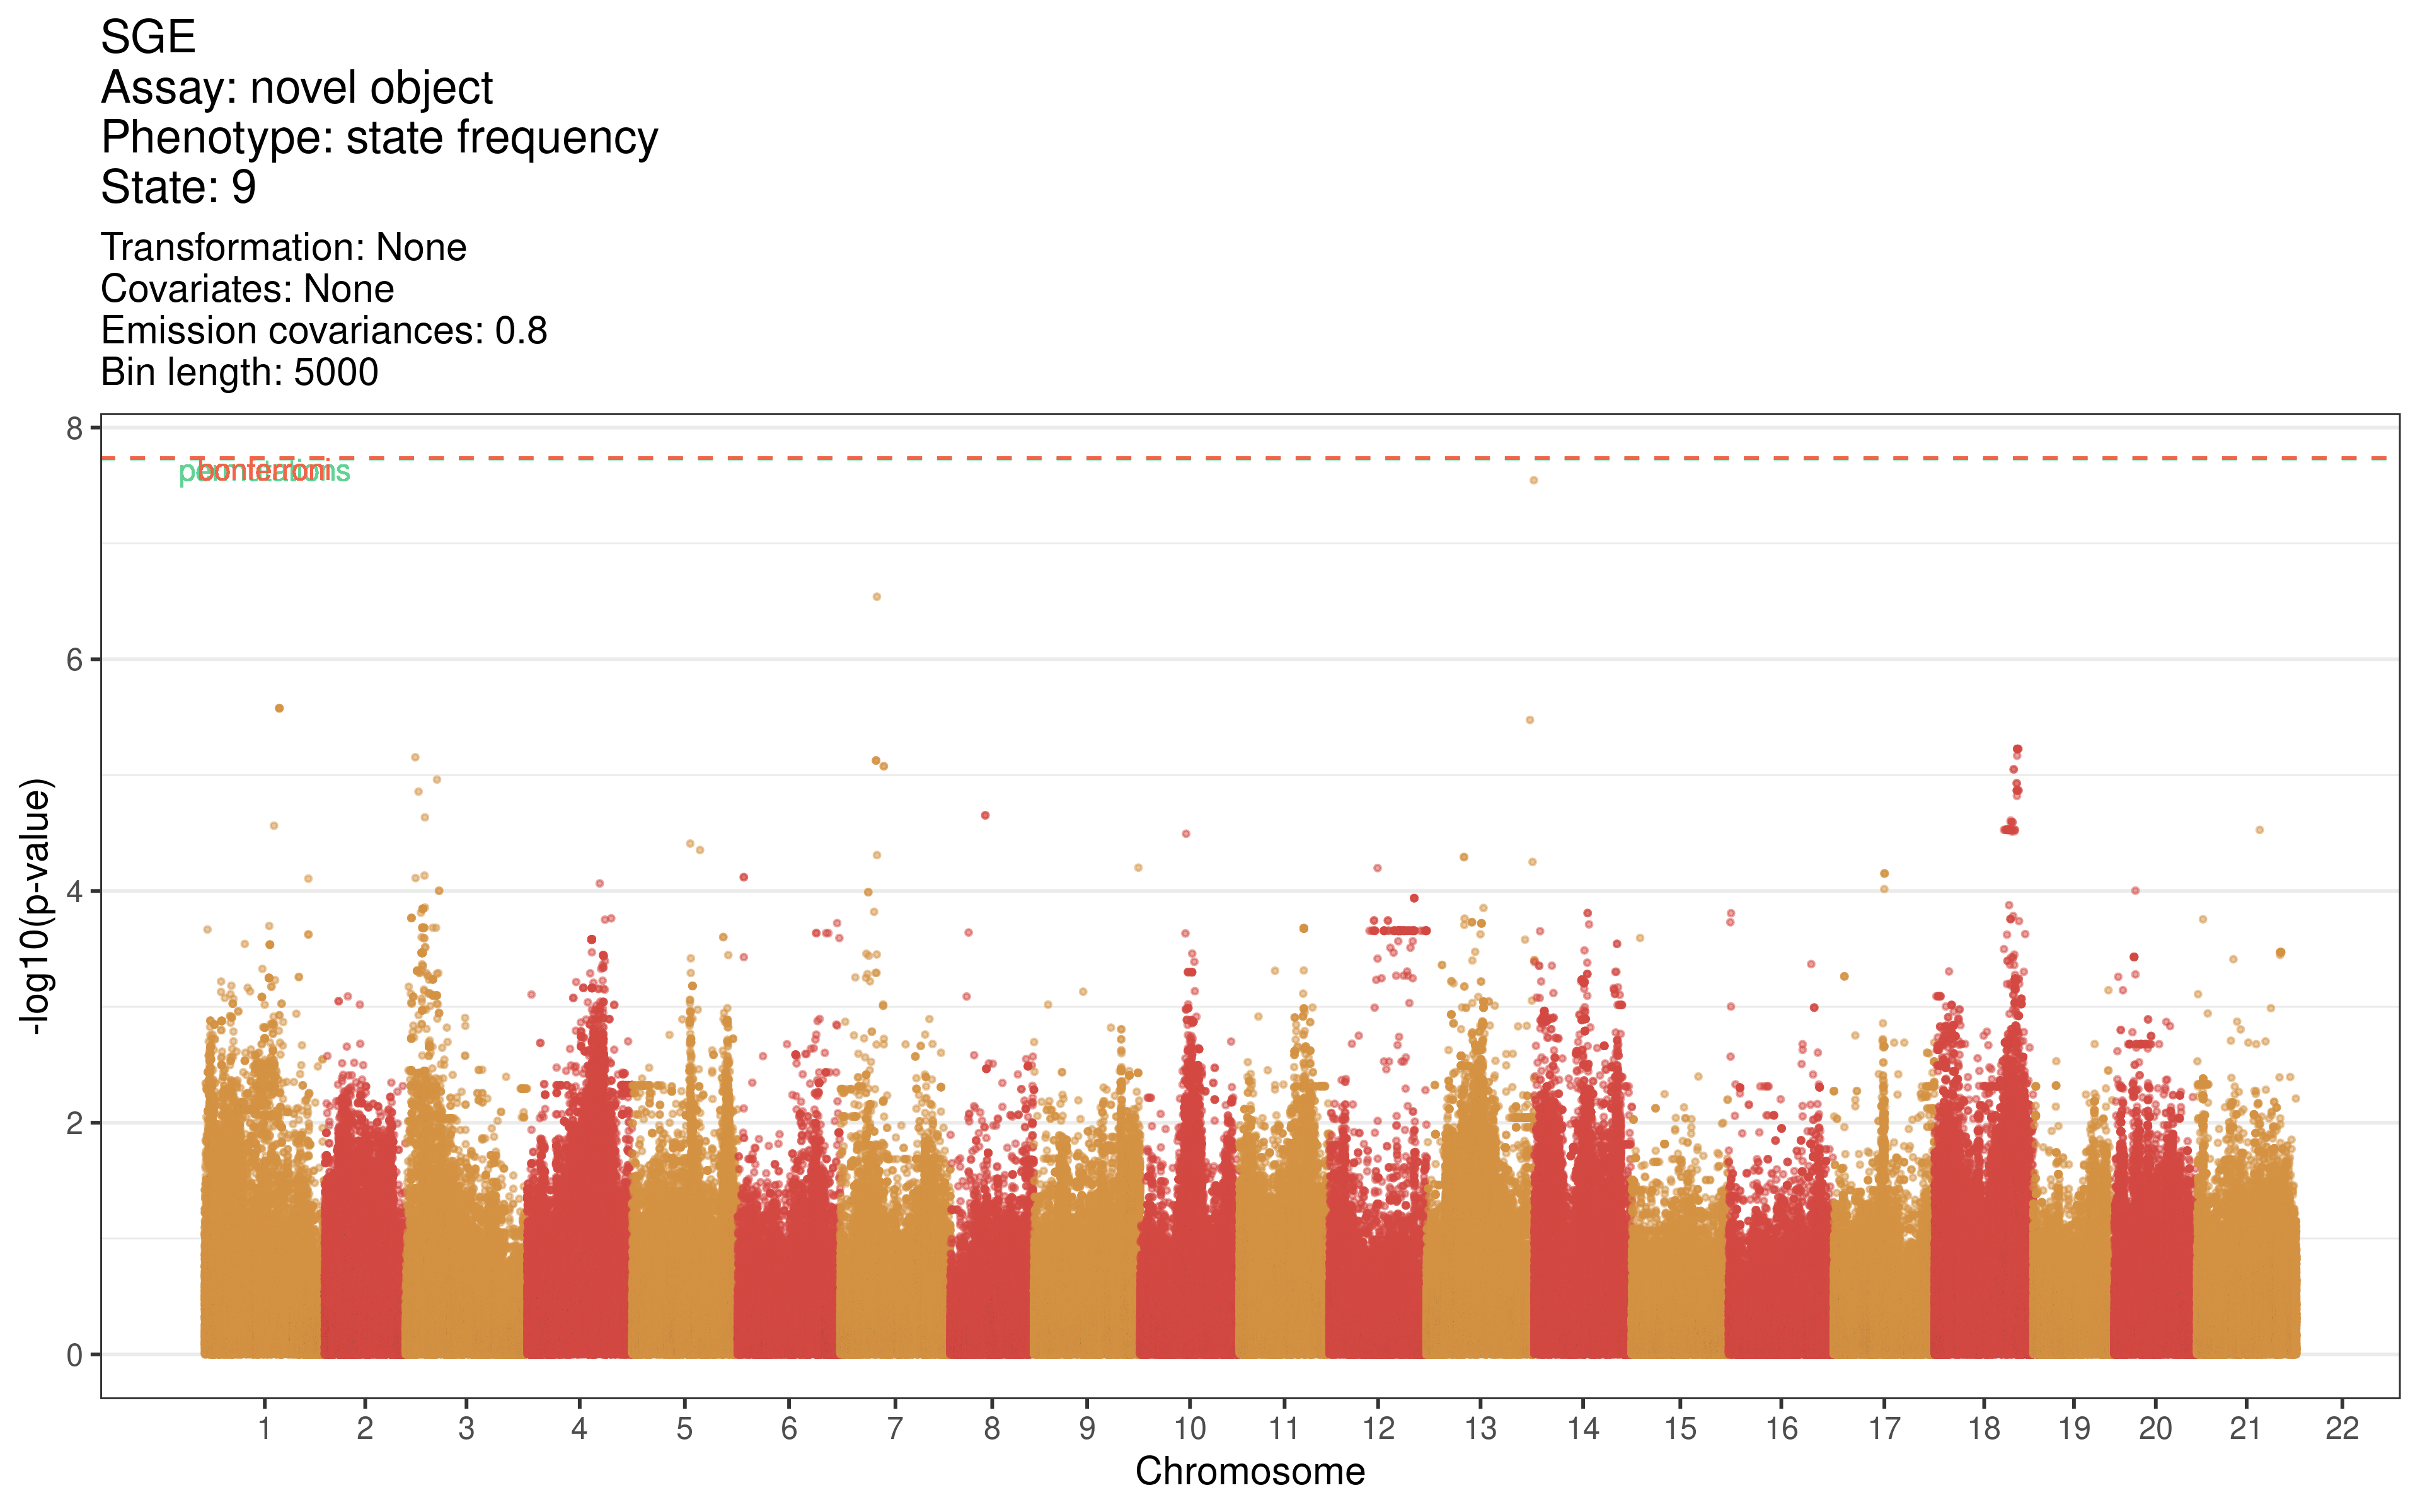 SGE
Assay: novel object
Phenotype: state frequency
State: 9
Transformation: None
Covariates: None
Emission covariances: 0.8
Bin length: 5000
8
permutations
bonferroni
6
4
2
0
-log10(p-value)
1 2 3 4 5 6 7 8 9 10 11 12 13 14 15 16 17 18 19 20 21 22
Chromosome